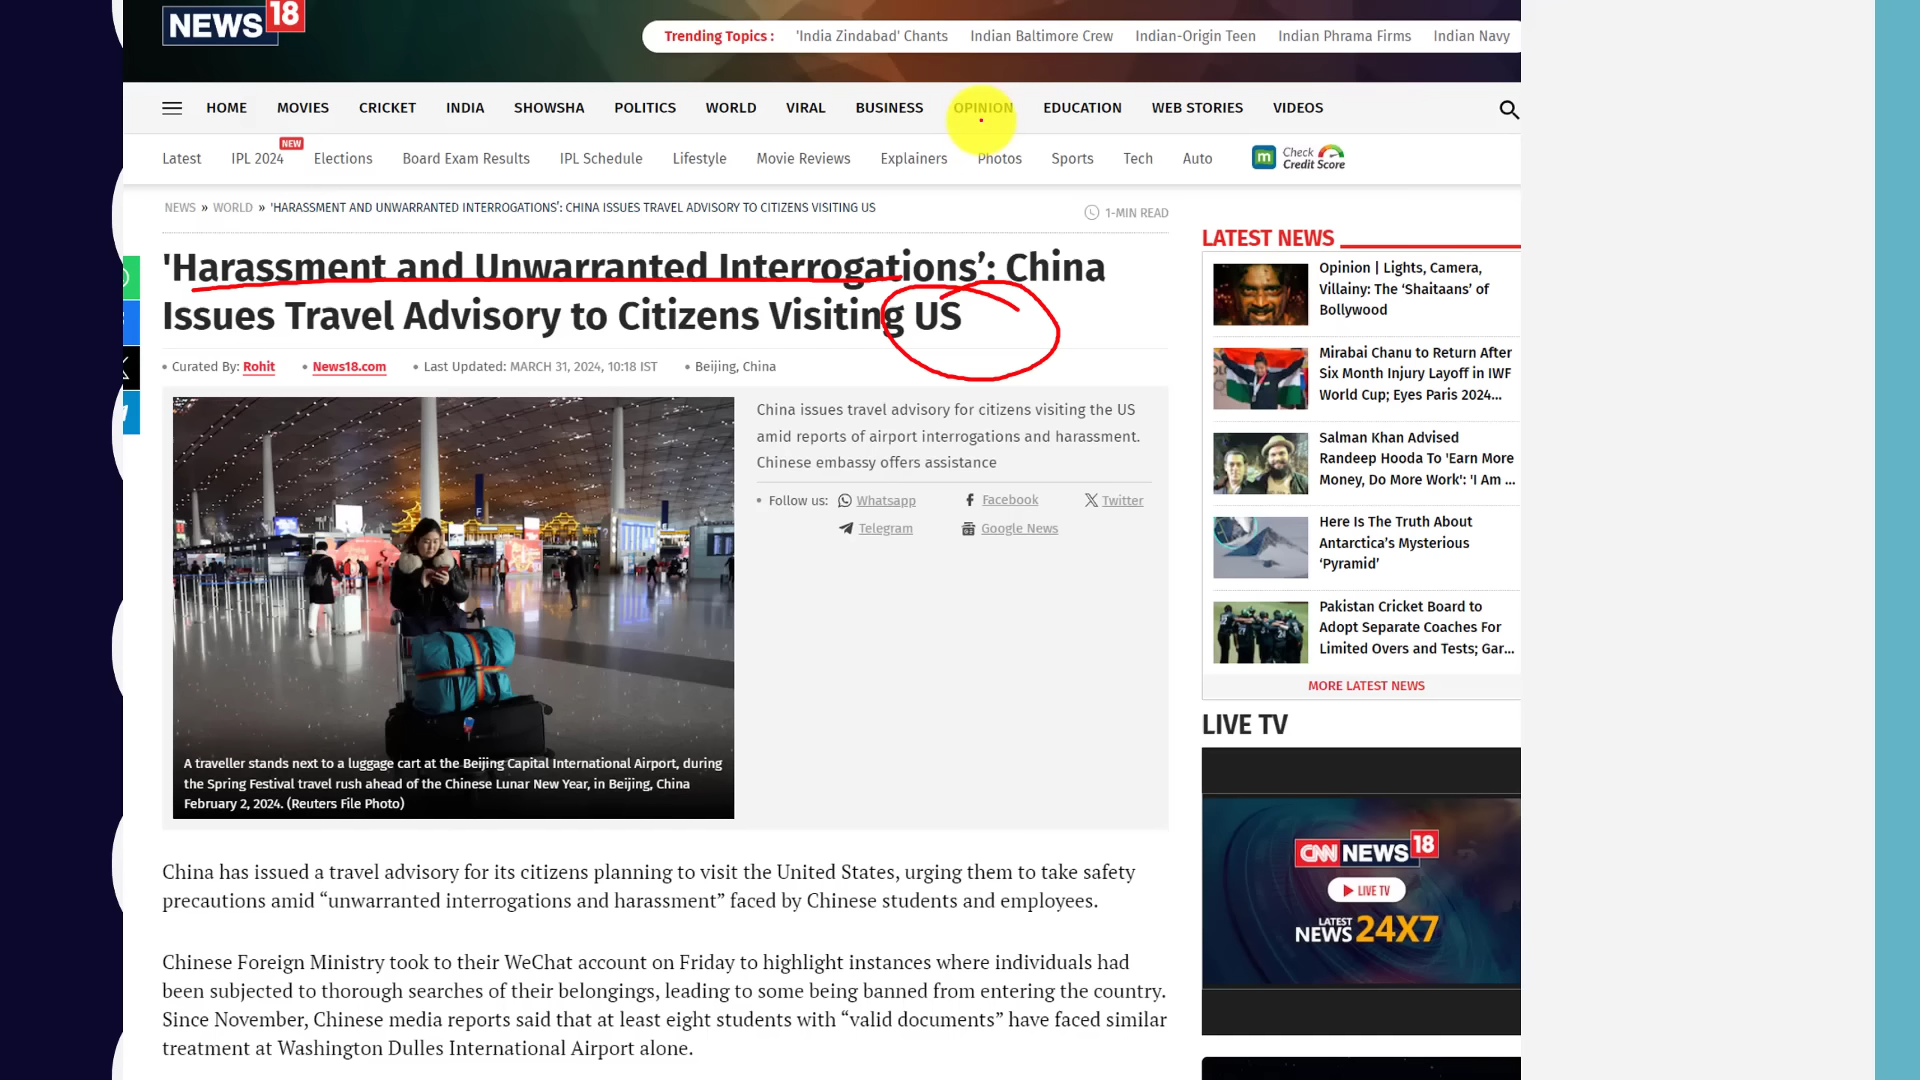 NEWS 18
Trending Topics : 'India Zindabad' Chants Indian Baltimore Crew Indian-Origin Teen Indian Phrama Firms Indian Navy
HOME MOVIES CRICKET INDIA SHOWSHA POLITICS WORLD VIRAL BUSINESS OPINION EDUCATION WEB STORIES VIDEOS
NEW
Latest IPL 2024 Elections Board Exam Results IPL Schedule Lifestyle Movie Reviews Explainers Photos Sports Tech Auto m Check
Credit Score
NEWS » WORLD » 'HARASSMENT AND UNWARRANTED INTERROGATIONS': CHINA ISSUES TRAVEL ADVISORY TO CITIZENS VISITING US
1-MIN READ
'Harassment and Unwarranted Interrogations’: China
Issues Travel Advisory to Citizens Visiting US
• Curated By: Rohit • News18.com • Last Updated: MARCH 31, 2024, 10:18 IST • Beijing, China
F
A traveller stands next to a luggage cart at the Beijing Capital International Airport, during
the Spring Festival travel rush ahead of the Chinese Lunar New Year, in Beijing, China
February 2, 2024. (Reuters File Photo)
China issues travel advisory for citizens visiting the US
amid reports of airport interrogations and harassment.
Chinese embassy offers assistance
• Follow us: Whatsapp Facebook Twitter
Telegram Google News
China has issued a travel advisory for its citizens planning to visit the United States, urging them to take safety
precautions amid “unwarranted interrogations and harassment” faced by Chinese students and employees.
Chinese Foreign Ministry took to their WeChat account on Friday to highlight instances where individuals had
been subjected to thorough searches of their belongings, leading to some being banned from entering the country.
Since November, Chinese media reports said that at least eight students with “valid documents” have faced similar
treatment at Washington Dulles International Airport alone.
LATEST NEWS
Opinion | Lights, Camera,
Villainy: The ‘Shaitaans’ of
Bollywood
Mirabai Chanu to Return After
Six Month Injury Layoff in IWF
World Cup; Eyes Paris 2024...
Salman Khan Advised
Randeep Hooda To 'Earn More
Money, Do More Work': 'I Am ...
Here Is The Truth About
Antarctica’s Mysterious
‘Pyramid’
Pakistan Cricket Board to
Adopt Separate Coaches For
Limited Overs and Tests; Gar...
MORE LATEST NEWS
LIVE TV
CNN NEWS 18
LIVE TV
LATEST
NEWS 24X7